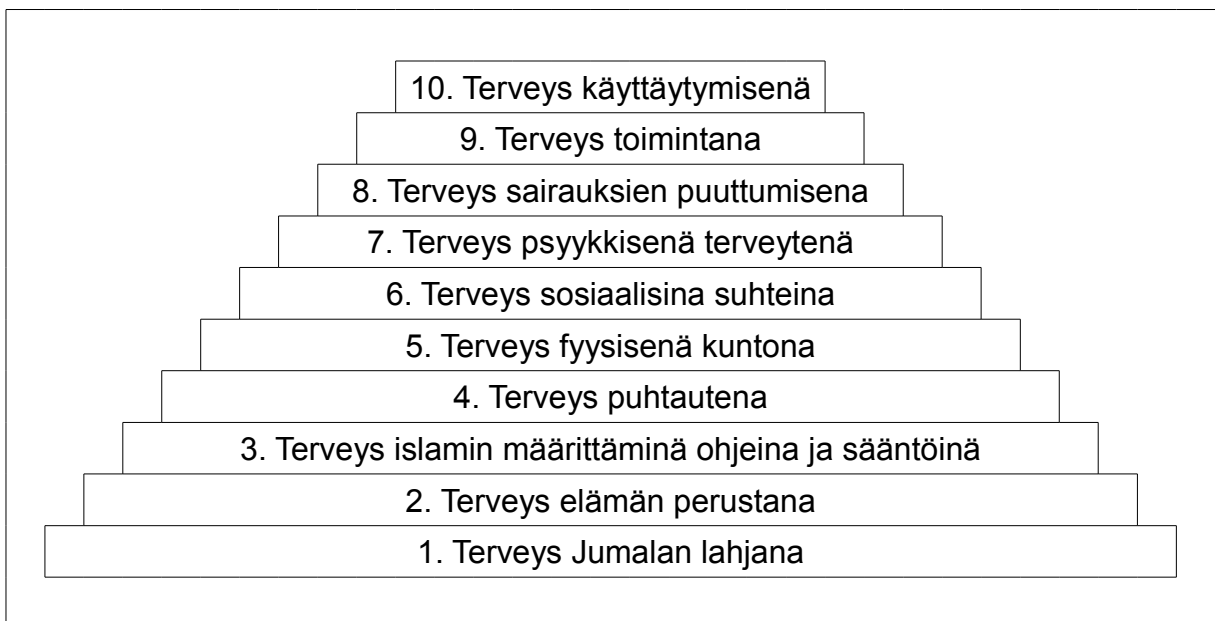 10. Terveys käyttäytymisenä
9. Terveys toimintana
8. Terveys sairauksien puuttumisena
7. Terveys psyykkisenä terveytenä
6. Terveys sosiaalisina suhteina
5. Terveys fyysisenä kuntona
4. Terveys puhtautena
3. Terveys islamin määrittäminä ohjeina ja sääntöinä
2. Terveys elämän perustana
1. Terveys Jumalan lahjana